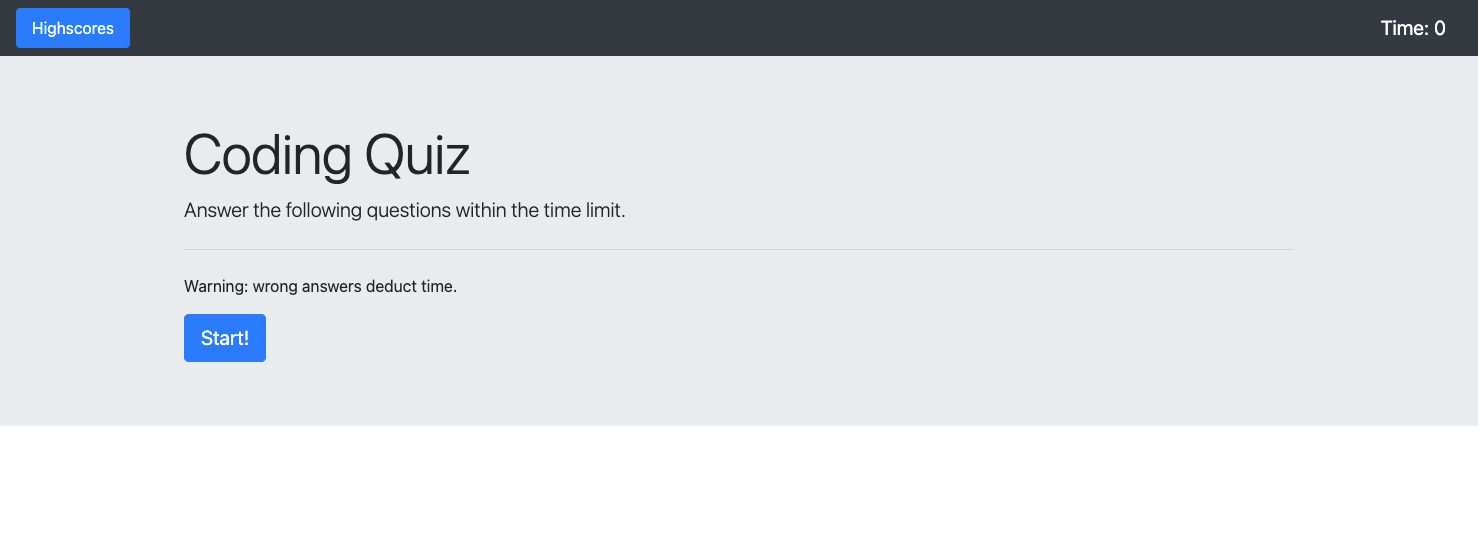 Highscores
Time: 0
Coding Quiz
Answer the following questions within the time limit.
Warning: wrong answers deduct time.
Start!